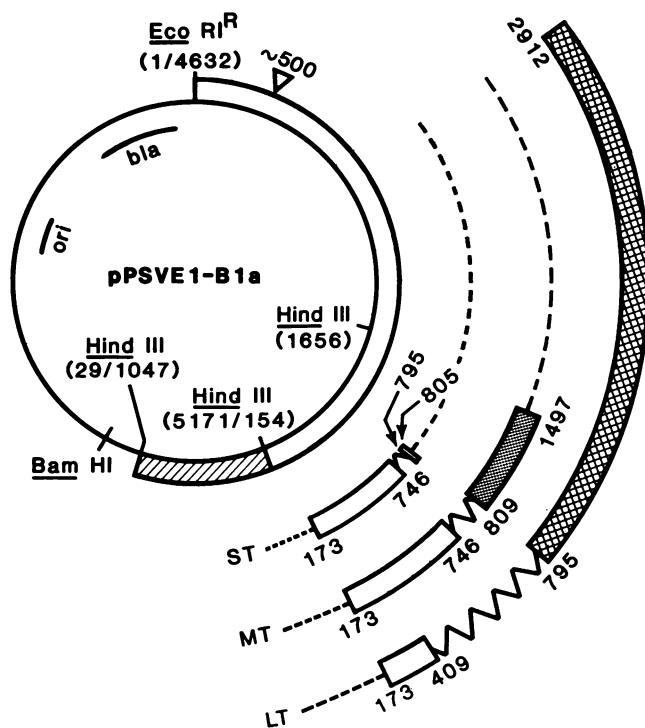 Eco RI^R
(1/4632)
~500
2912
bla
ori
pPSVE1-B1a
Hind III
(1656)
Hind III
(29/1047)
Hind III
(5171/154)
Bam HI
795
805
1497
ST
173
746
MT
173
746
809
LT
173
409
795